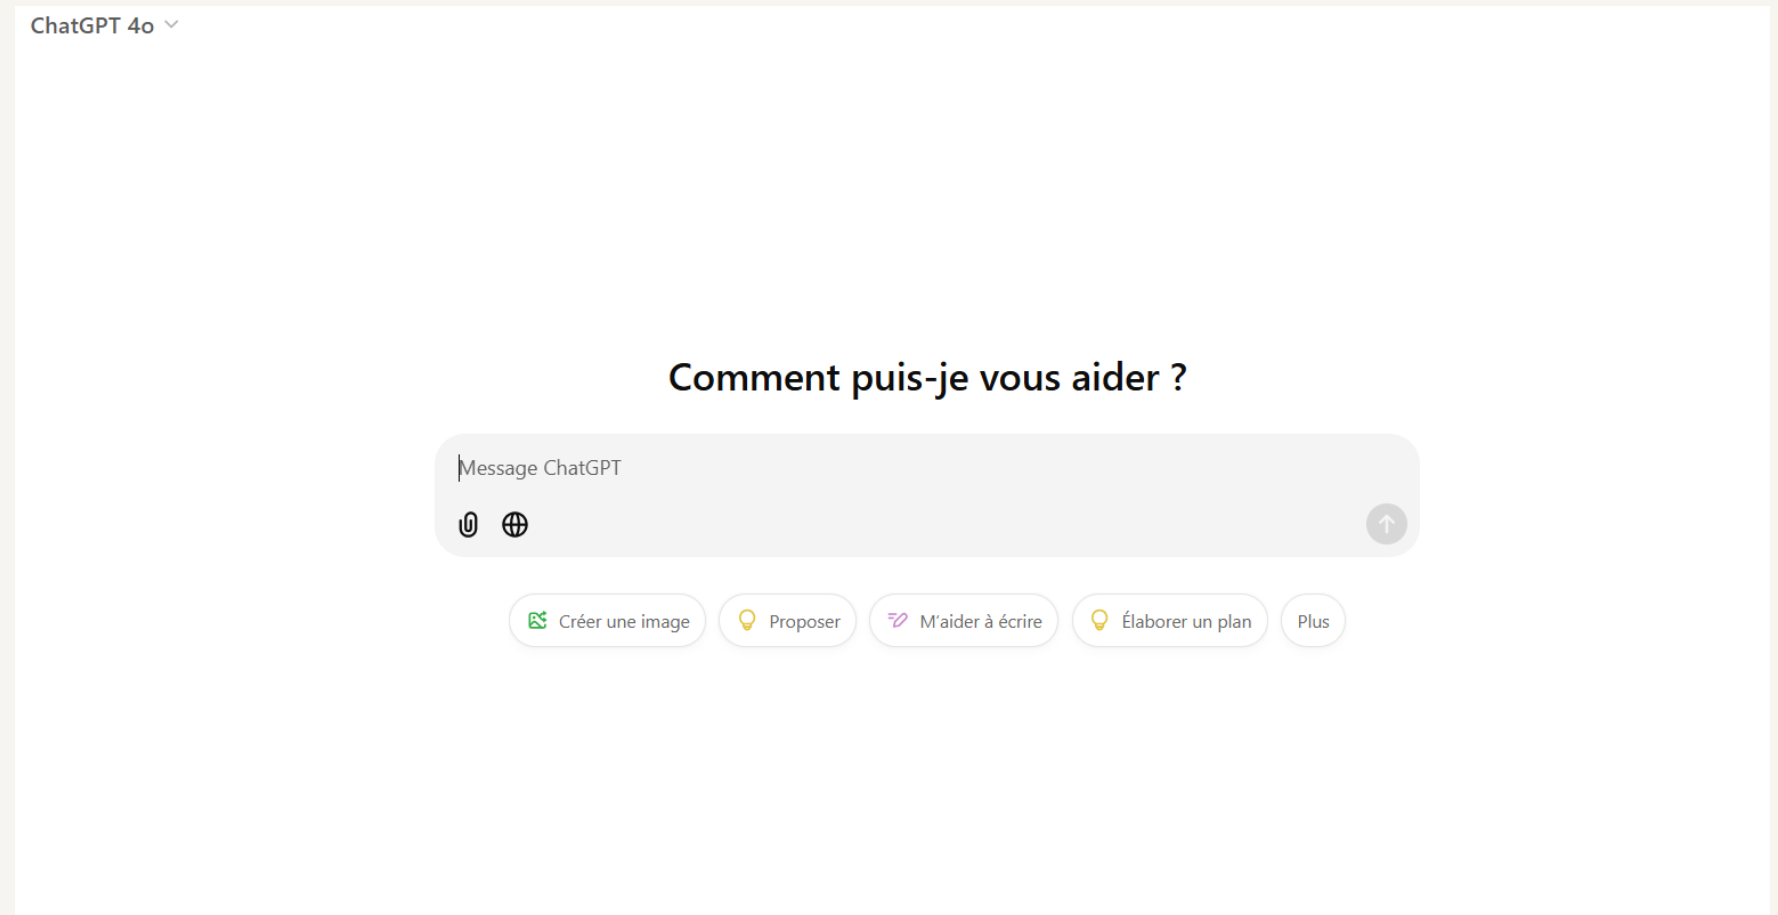 ChatGPT 4o
Comment puis-je vous aider ?
Message ChatGPT
Créer une image
Proposer
M'aider à écrire
Élaborer un plan
Plus